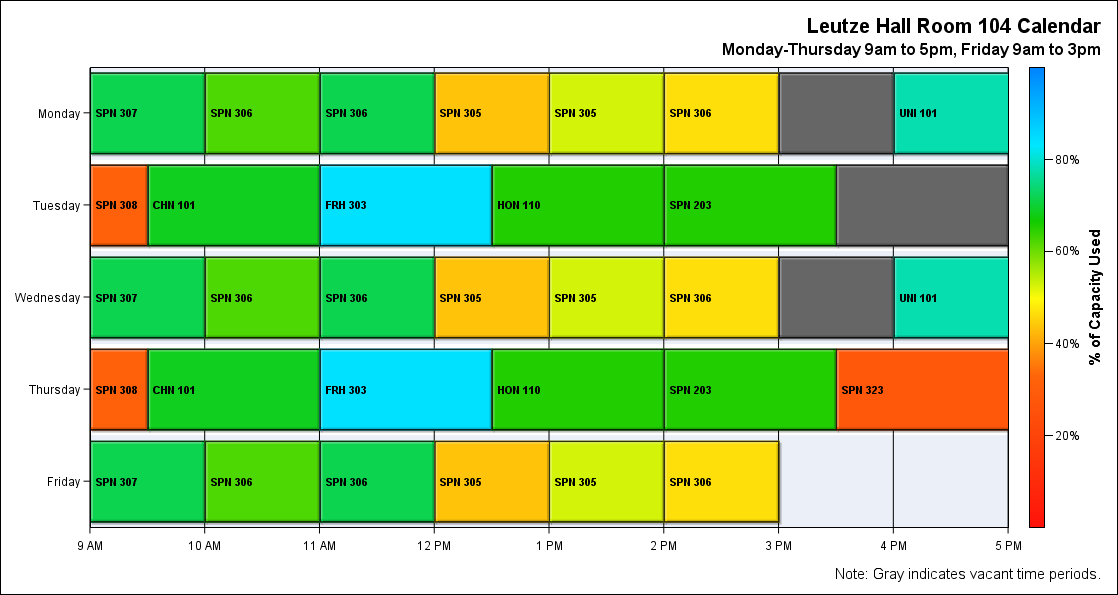 Leutze Hall Room 104 Calendar
Monday-Thursday 9am to 5pm, Friday 9am to 3pm
Monday SPN 307 SPN 306 SPN 306 SPN 305 SPN 305 SPN 306 UNI 101
Tuesday SPN 308 CHN 101 FRH 303 HON 110 SPN 203
Wednesday SPN 307 SPN 306 SPN 306 SPN 305 SPN 305 SPN 306 UNI 101
Thursday SPN 308 CHN 101 FRH 303 HON 110 SPN 203 SPN 323
Friday SPN 307 SPN 306 SPN 306 SPN 305 SPN 305 SPN 306
9 AM 10 AM 11 AM 12 PM 1 PM 2 PM 3 PM 4 PM 5 PM
80%
60%
40%
20%
% of Capacity Used
Note: Gray indicates vacant time periods.